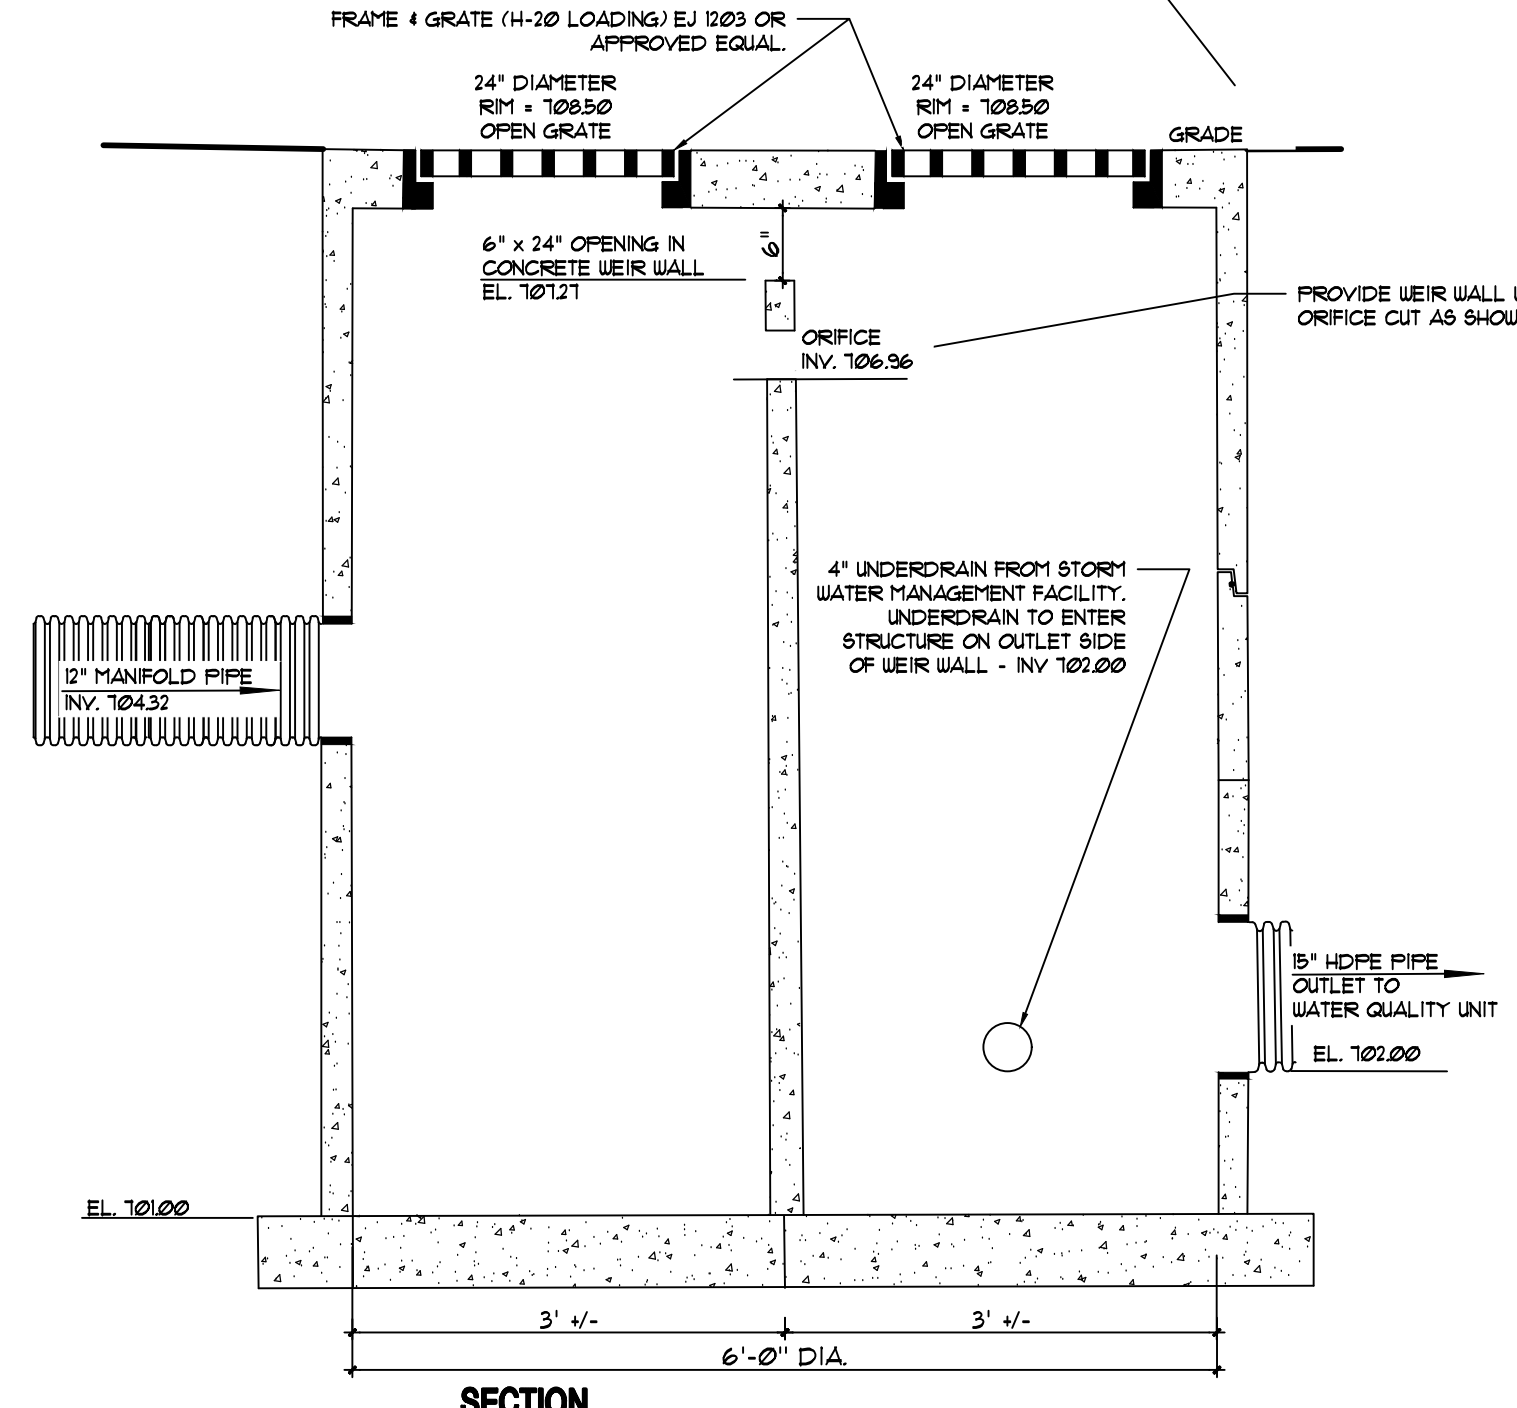 FRAME & GRATE (H-20 LOADING) EJ 1203 OR
APPROVED EQUAL.
24" DIAMETER
RIM = 708.50
OPEN GRATE
24" DIAMETER
RIM = 708.50
OPEN GRATE
GRADE
6" x 24" OPENING IN
CONCRETE WEIR WALL
EL. 707.27
6"
PROVIDE WEIR WALL
ORIFICE CUT AS SHOW
ORIFICE
INV. 706.96
4" UNDERDRAIN FROM STORM
WATER MANAGEMENT FACILITY.
UNDERDRAIN TO ENTER
STRUCTURE ON OUTLET SIDE
OF WEIR WALL - INV 702.00
12" MANIFOLD PIPE
INV. 704.32
15" HDPE PIPE
OUTLET TO
WATER QUALITY UNIT
EL. 702.00
EL. 701.00
3' +/-
3' +/-
6'-0" DIA.
SECTION